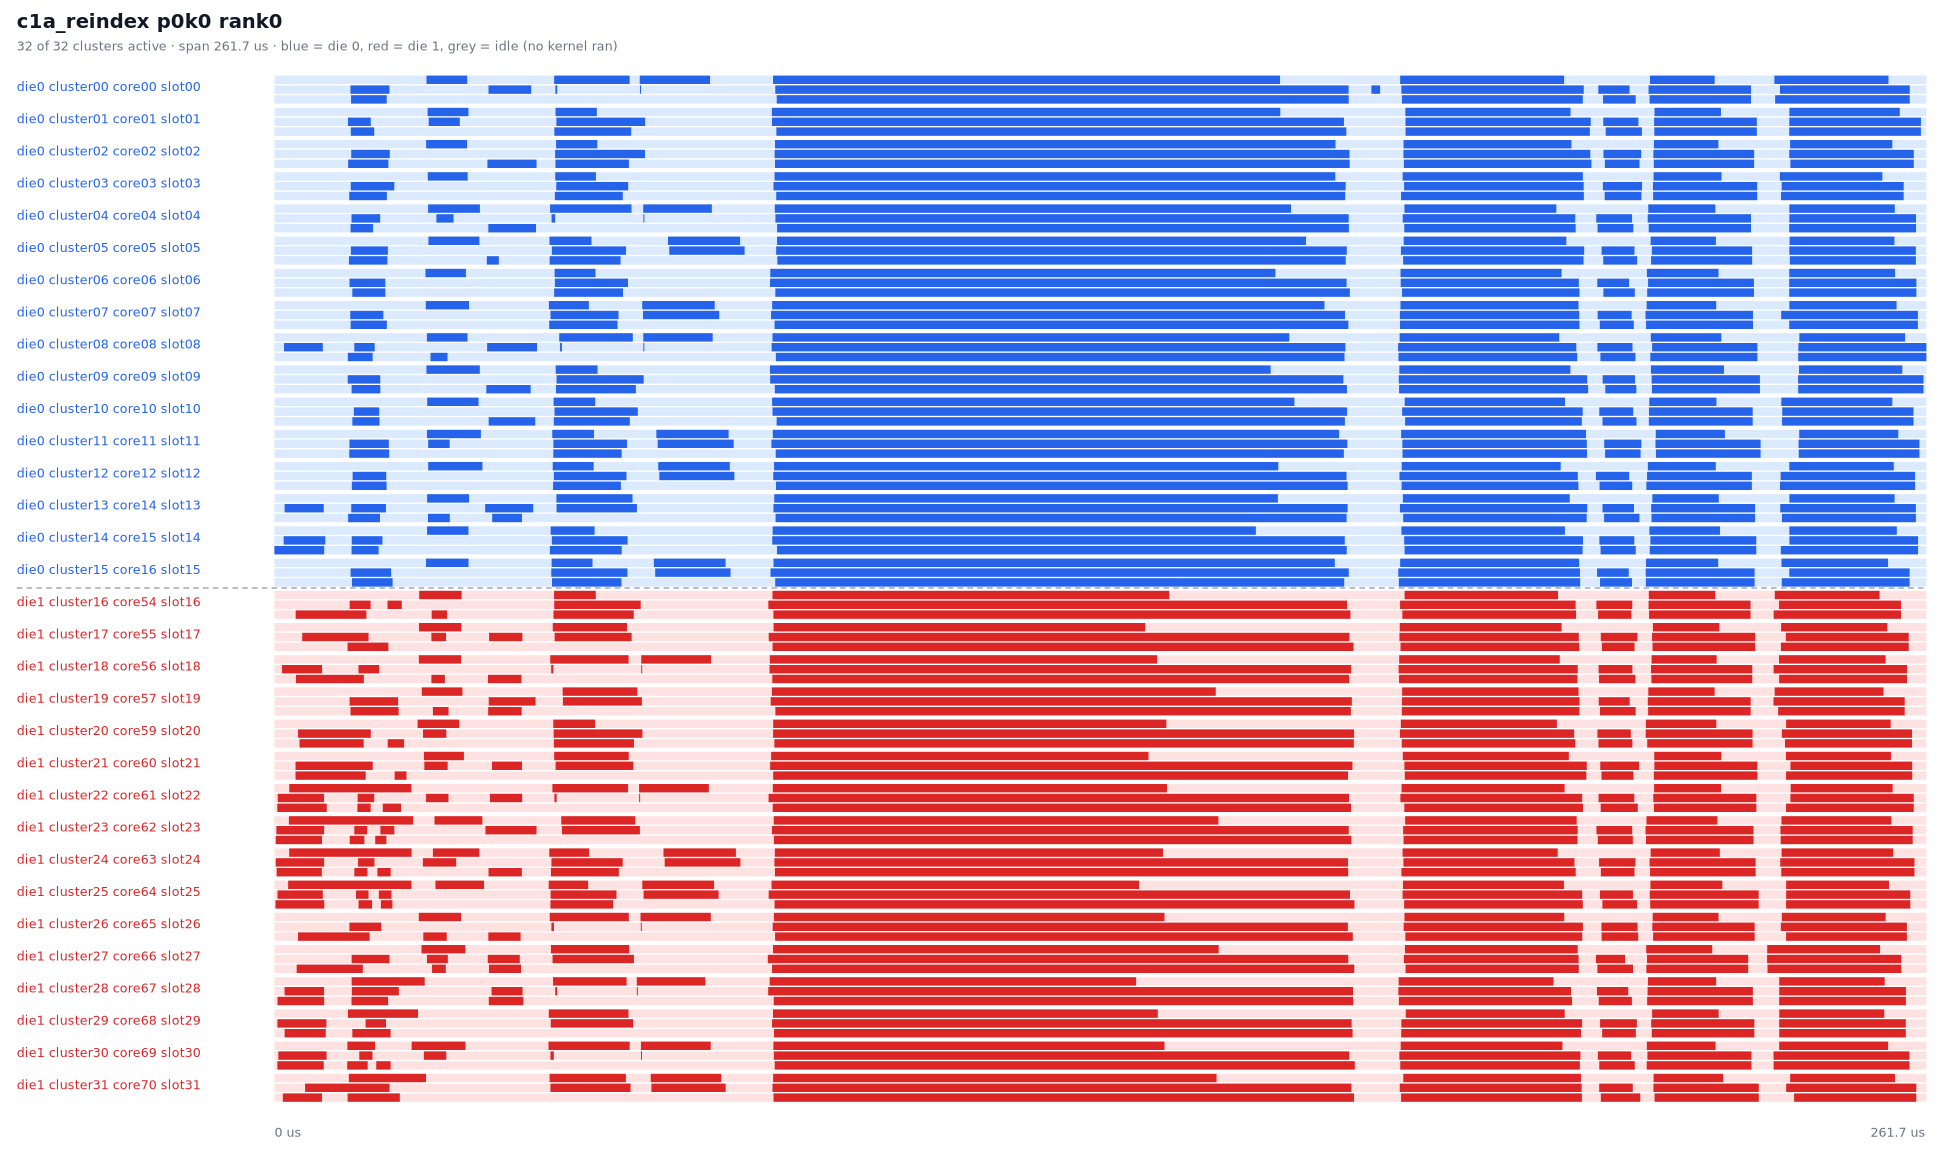 c1a_reindex p0k0 rank0
32 of 32 clusters active · span 261.7 us · blue = die 0, red = die 1, grey = idle (no kernel ran)
die0 cluster00 core00 slot00
die0 cluster01 core01 slot01
die0 cluster02 core02 slot02
die0 cluster03 core03 slot03
die0 cluster04 core04 slot04
die0 cluster05 core05 slot05
die0 cluster06 core06 slot06
die0 cluster07 core07 slot07
die0 cluster08 core08 slot08
die0 cluster09 core09 slot09
die0 cluster10 core10 slot10
die0 cluster11 core11 slot11
die0 cluster12 core12 slot12
die0 cluster13 core14 slot13
die0 cluster14 core15 slot14
die0 cluster15 core16 slot15
die1 cluster16 core54 slot16
die1 cluster17 core55 slot17
die1 cluster18 core56 slot18
die1 cluster19 core57 slot19
die1 cluster20 core59 slot20
die1 cluster21 core60 slot21
die1 cluster22 core61 slot22
die1 cluster23 core62 slot23
die1 cluster24 core63 slot24
die1 cluster25 core64 slot25
die1 cluster26 core65 slot26
die1 cluster27 core66 slot27
die1 cluster28 core67 slot28
die1 cluster29 core68 slot29
die1 cluster30 core69 slot30
die1 cluster31 core70 slot31
0 us
261.7 us